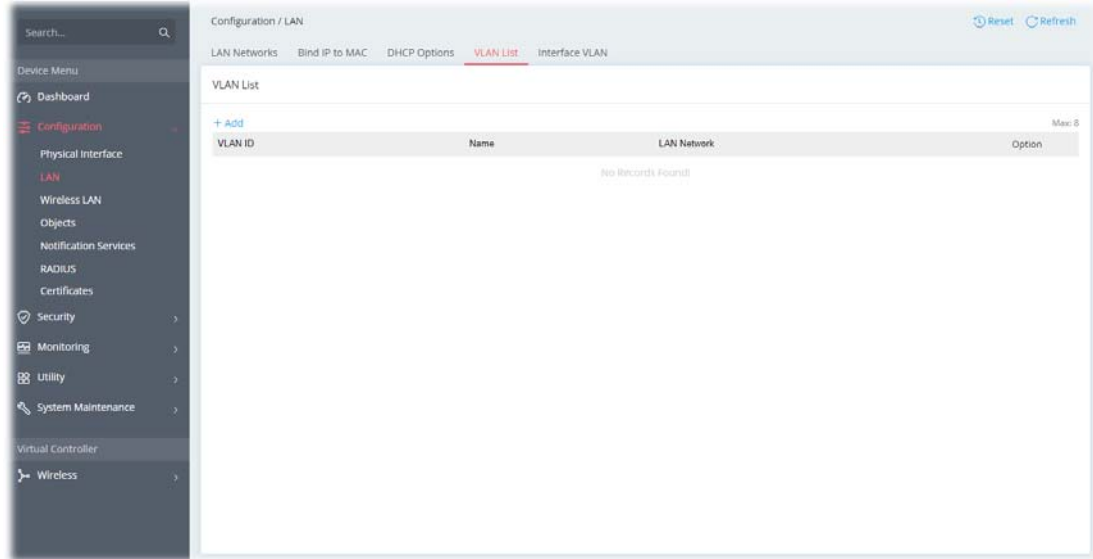 Search...
Device Menu
Dashboard
Configuration
Physical Interface
LAN
Wireless LAN
Objects
Notification Services
RADIUS
Certificates
Security
Monitoring
Utility
System Maintenance
Virtual Controller
Wireless
Configuration / LAN
Reset Refresh
LAN Networks Bind IP to MAC DHCP Options VLAN List Interface VLAN
VLAN List
+ Add Max: 8
VLAN ID Name LAN Network Option
No Records Found!